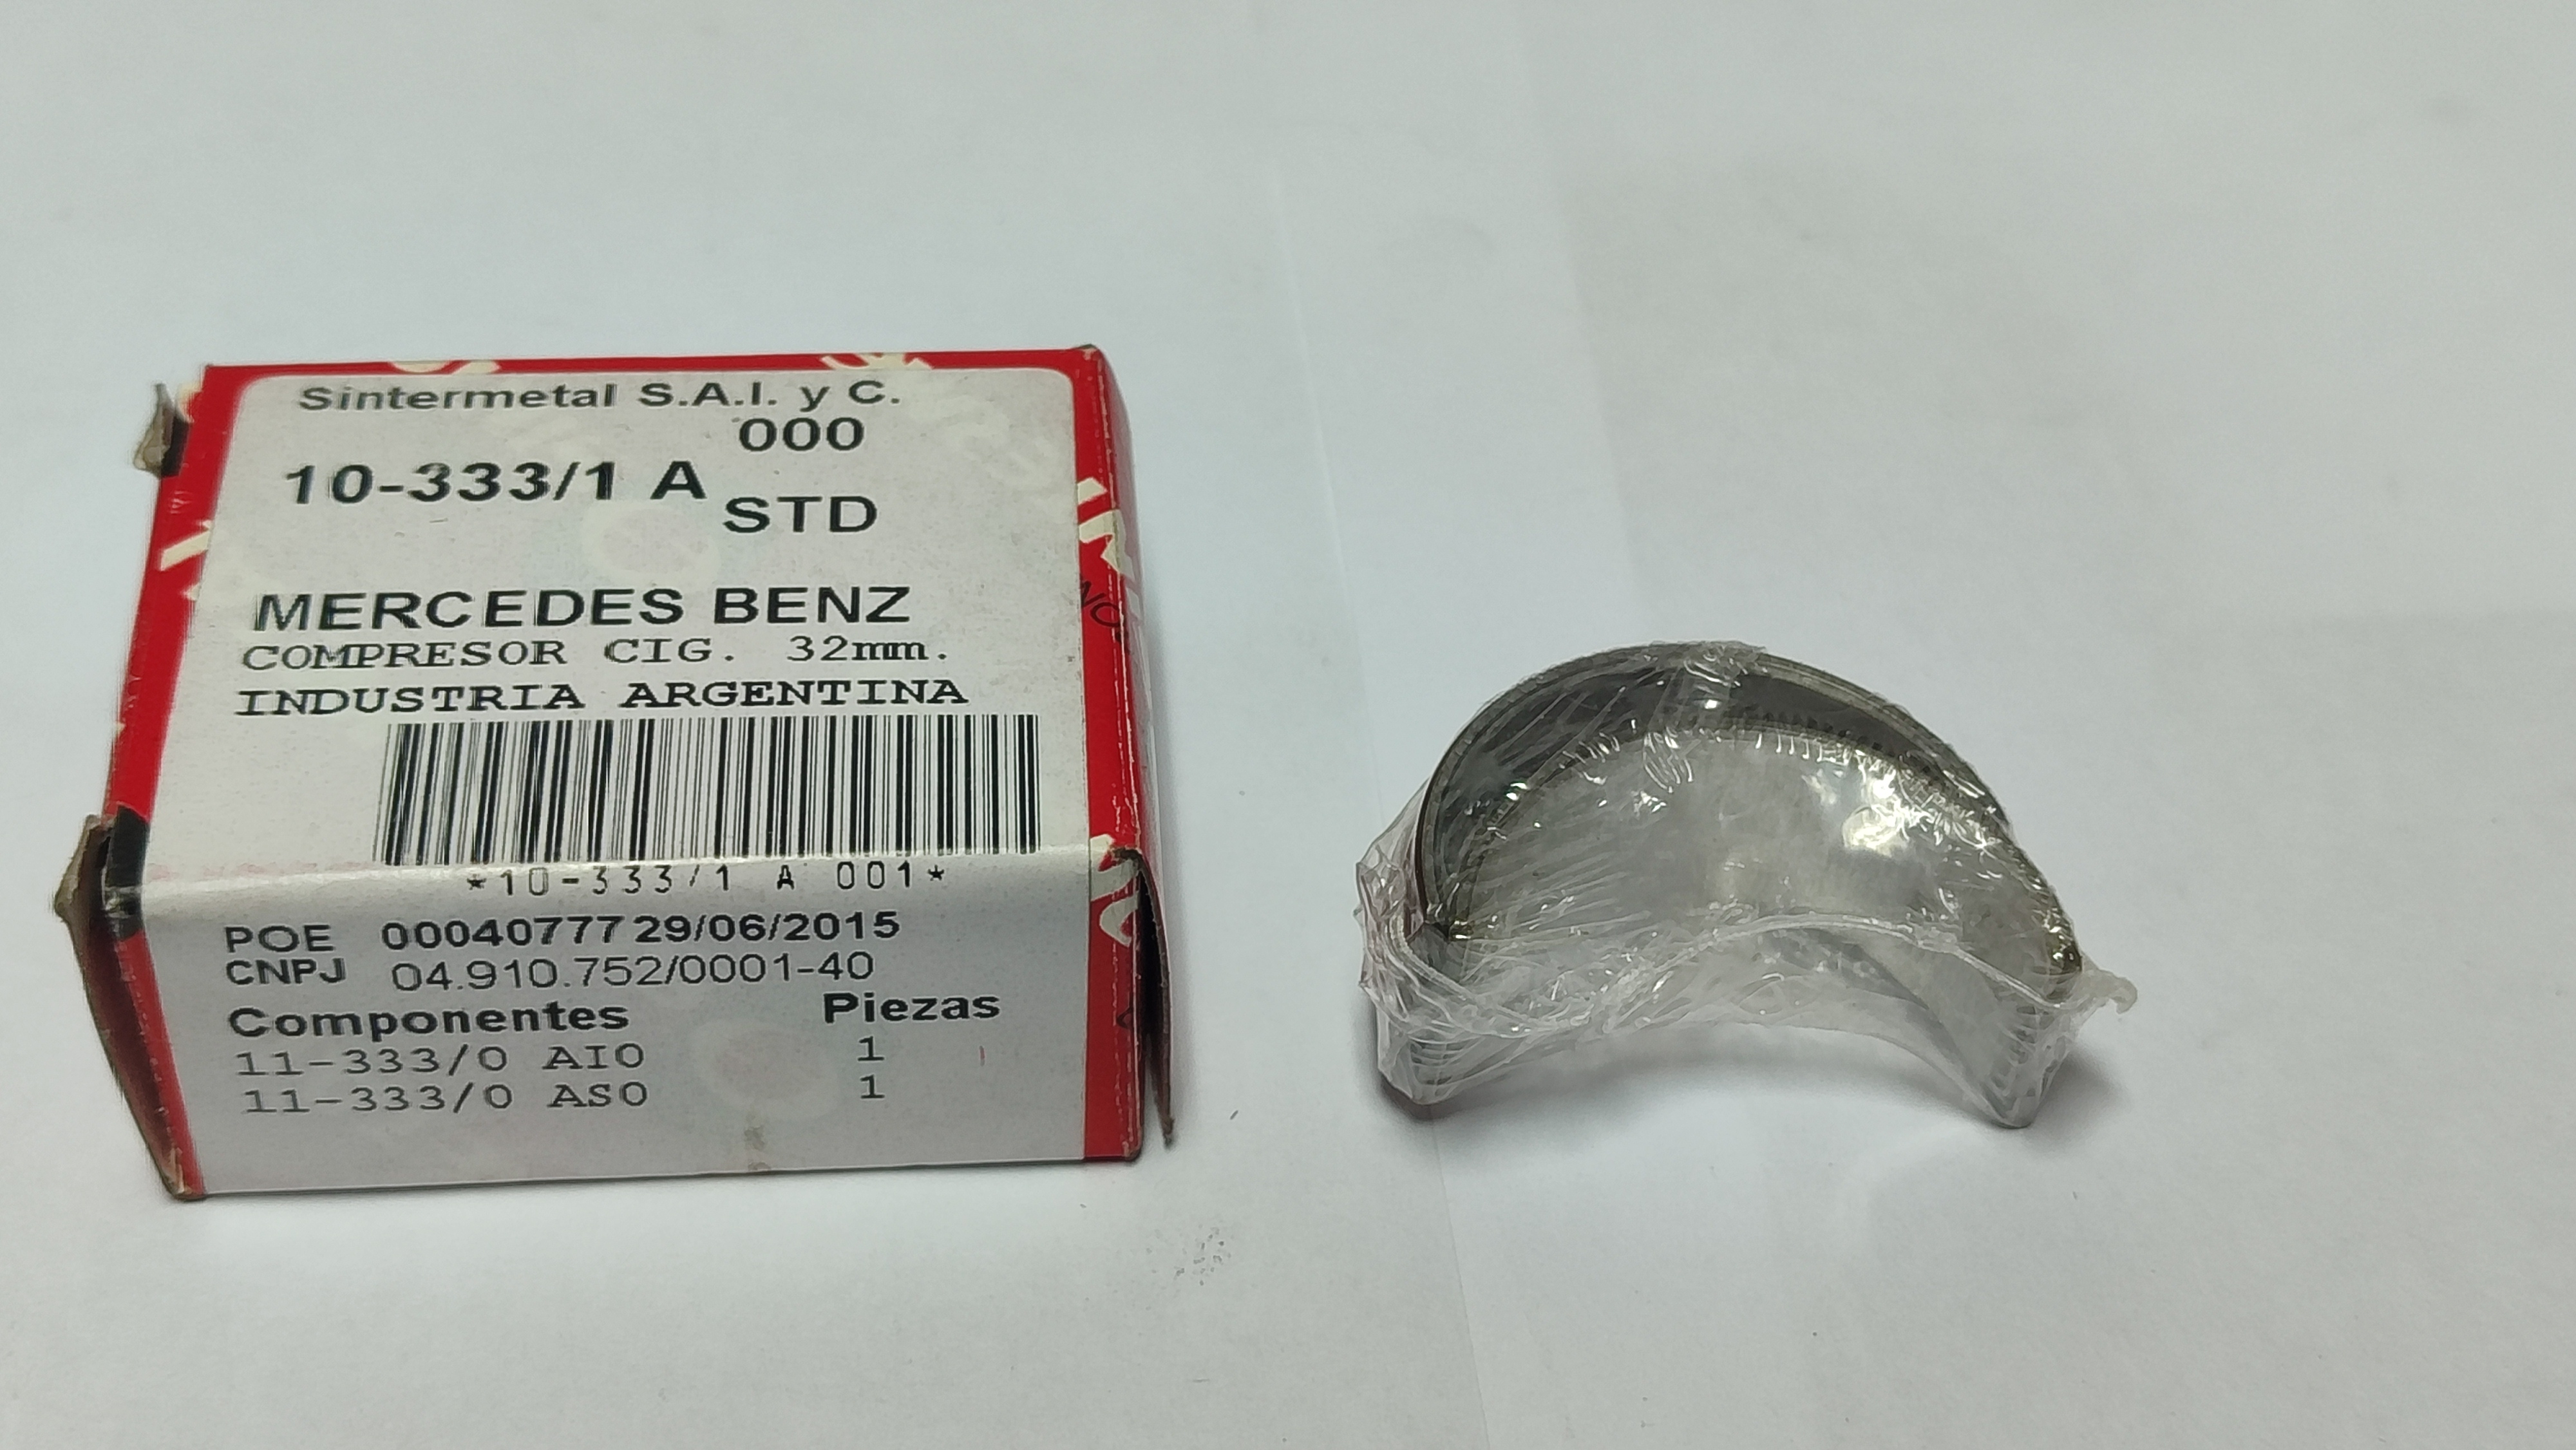 Sintermetal S.A.I. y C.
000
10-333/1 A
STD
MERCEDES BENZ
COMPRESOR CIG. 32mm.
INDUSTRIA ARGENTINA
*10-333/1 A 001*
POE 00040777 29/06/2015
CNPJ 04.910.752/0001-40
Componentes Piezas
11-333/0 AI0 1
11-333/0 AS0 1